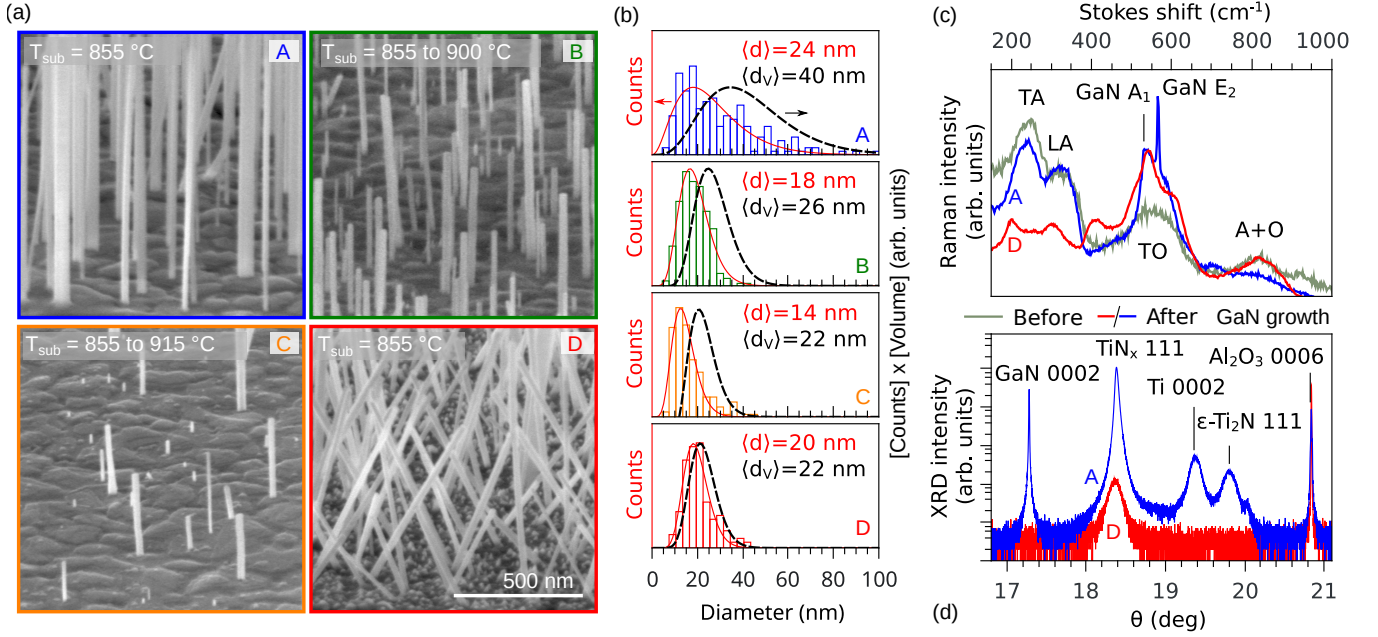 (a)
T_sub = 855 °C
A
T_sub = 855 to 900 °C
B
T_sub = 855 to 915 °C
C
T_sub = 855 °C
D
500 nm
(b)
Counts
⟨d⟩=24 nm
⟨d_V⟩=40 nm
A
Counts
⟨d⟩=18 nm
⟨d_V⟩=26 nm
B
Counts
⟨d⟩=14 nm
⟨d_V⟩=22 nm
C
Counts
⟨d⟩=20 nm
⟨d_V⟩=22 nm
D
0 20 40 60 80 100
Diameter (nm)
[Counts] x [Volume] (arb. units)
(c)
Stokes shift (cm⁻¹)
200 400 600 800 1000
Raman intensity
(arb. units)
TA
LA
GaN A₁
GaN E₂
A
D
TO
A+O
Before
/
After
GaN growth
XRD intensity
(arb. units)
GaN 0002
TiNₓ 111
Ti 0002
ε-Ti₂N 111
Al₂O₃ 0006
A
D
17 18 19 20 21
θ (deg)
(d)